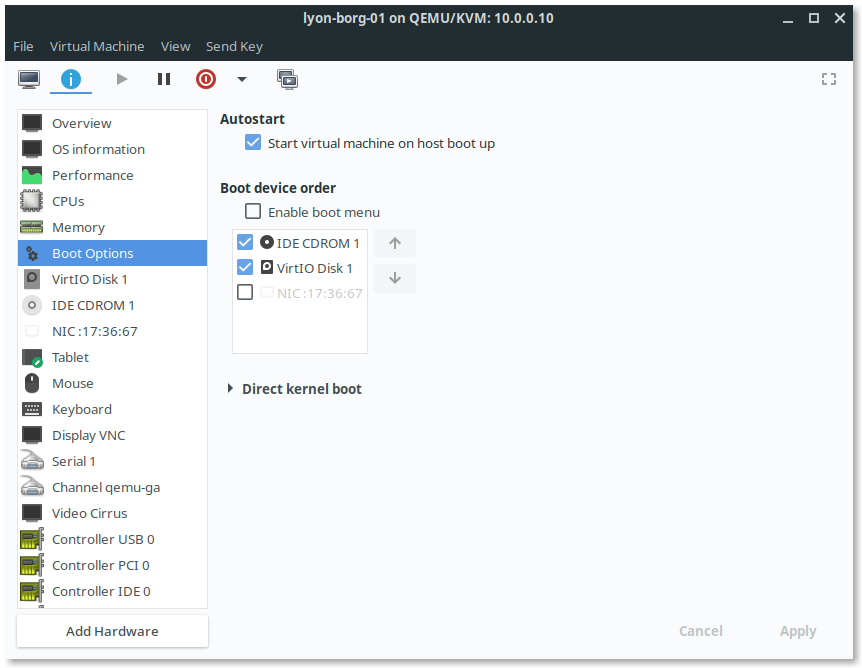 lyon-borg-01 on QEMU/KVM: 10.0.0.10
File Virtual Machine View Send Key
Overview
OS information
Performance
CPUs
Memory
Boot Options
VirtIO Disk 1
IDE CDROM 1
NIC :17:36:67
Tablet
Mouse
Keyboard
Display VNC
Serial 1
Channel qemu-ga
Video Cirrus
Controller USB 0
Controller PCI 0
Controller IDE 0
Add Hardware
Autostart
Start virtual machine on host boot up
Boot device order
Enable boot menu
IDE CDROM 1
VirtIO Disk 1
NIC :17:36:67
Direct kernel boot
Cancel Apply